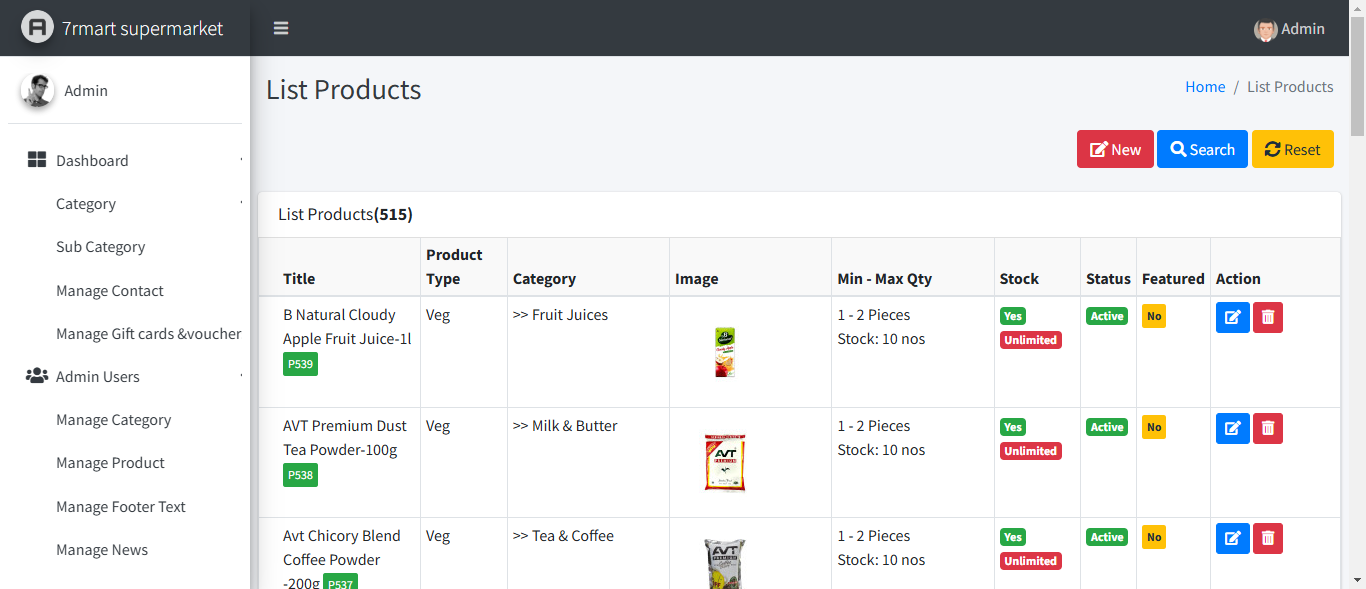 7rmart supermarket
Admin
Admin
List Products
Home / List Products
New
Search
Reset
Dashboard
Category
Sub Category
Manage Contact
Manage Gift cards &voucher
Admin Users
Manage Category
Manage Product
Manage Footer Text
Manage News
List Products(515)
Title
Product
Type
Category
Image
Min - Max Qty
Stock
Status
Featured
Action
B Natural Cloudy
Apple Fruit Juice-1l
P539
Veg
>> Fruit Juices
1 - 2 Pieces
Stock: 10 nos
Yes
Unlimited
Active
No
AVT Premium Dust
Tea Powder-100g
P538
Veg
>> Milk & Butter
AVT
PREMIUM
1 - 2 Pieces
Stock: 10 nos
Yes
Unlimited
Active
No
Avt Chicory Blend
Coffee Powder
-200g P537
Veg
>> Tea & Coffee
AVT
PREMIUM
1 - 2 Pieces
Stock: 10 nos
Yes
Unlimited
Active
No